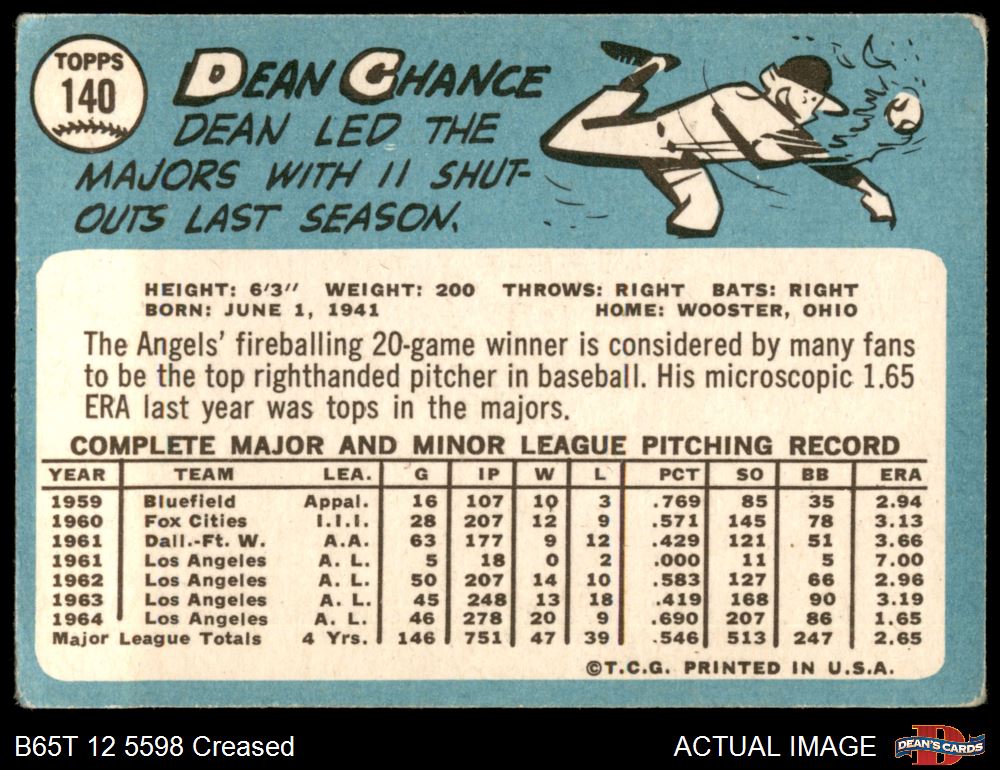 TOPPS
140
DEAN CHANCE
DEAN LED THE
MAJORS WITH 11 SHUT-
OUTS LAST SEASON.
HEIGHT: 6'3" WEIGHT: 200 THROWS: RIGHT BATS: RIGHT
BORN: JUNE 1, 1941 HOME: WOOSTER, OHIO
The Angels' fireballing 20-game winner is considered by many fans
to be the top righthanded pitcher in baseball. His microscopic 1.65
ERA last year was tops in the majors.
COMPLETE MAJOR AND MINOR LEAGUE PITCHING RECORD
YEAR TEAM LEA. G IP W L PCT SO BB ERA
1959 Bluefield Appal. 16 107 10 3 .769 85 35 2.94
1960 Fox Cities I.I.I. 28 207 12 9 .571 145 78 3.13
1961 Dall.-Ft. W. A.A. 63 177 9 12 .429 121 51 3.66
1961 Los Angeles A. L. 5 18 0 2 .000 11 5 7.00
1962 Los Angeles A. L. 50 207 14 10 .583 127 66 2.96
1963 Los Angeles A. L. 45 248 13 18 .419 168 90 3.19
1964 Los Angeles A. L. 46 278 20 9 .690 207 86 1.65
Major League Totals 4 Yrs. 146 751 47 39 .546 513 247 2.65
©T.C.G. PRINTED IN U.S.A.
B65T 12 5598 Creased ACTUAL IMAGE DEAN'S CARDS